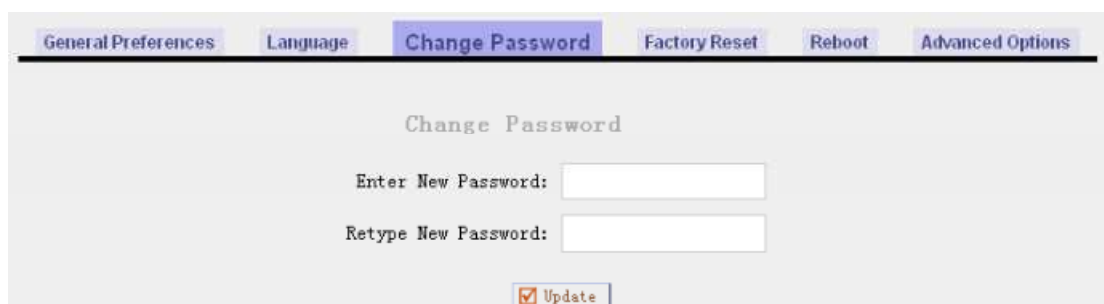 General Preferences Language Change Password Factory Reset Reboot Advanced Options
Change Password
Enter New Password:
Retype New Password:
Update